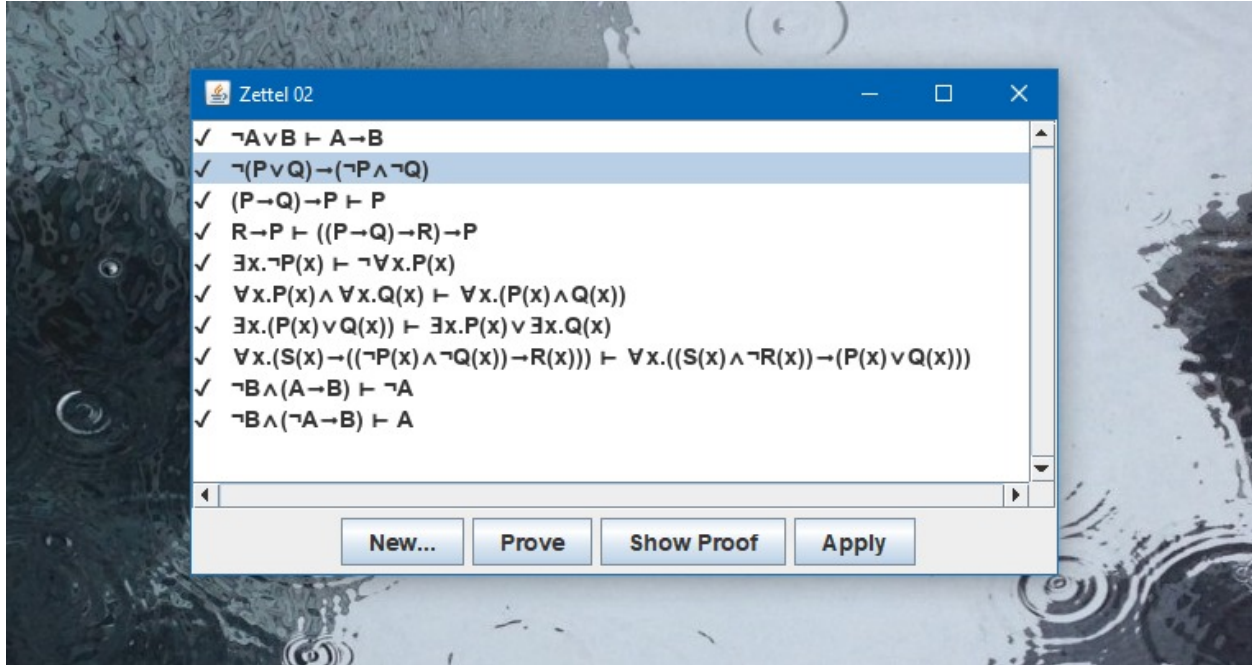 Zettel 02
✓ ¬A∨B ⊢ A→B
✓ ¬(P∨Q)→(¬P∧¬Q)
✓ (P→Q)→P ⊢ P
✓ R→P ⊢ ((P→Q)→R)→P
✓ ∃x.¬P(x) ⊢ ¬∀x.P(x)
✓ ∀x.P(x)∧∀x.Q(x) ⊢ ∀x.(P(x)∧Q(x))
✓ ∃x.(P(x)∨Q(x)) ⊢ ∃x.P(x)∨∃x.Q(x)
✓ ∀x.(S(x)→((¬P(x)∧¬Q(x))→R(x))) ⊢ ∀x.((S(x)∧¬R(x))→(P(x)∨Q(x)))
✓ ¬B∧(A→B) ⊢ ¬A
✓ ¬B∧(¬A→B) ⊢ A
New... Prove Show Proof Apply